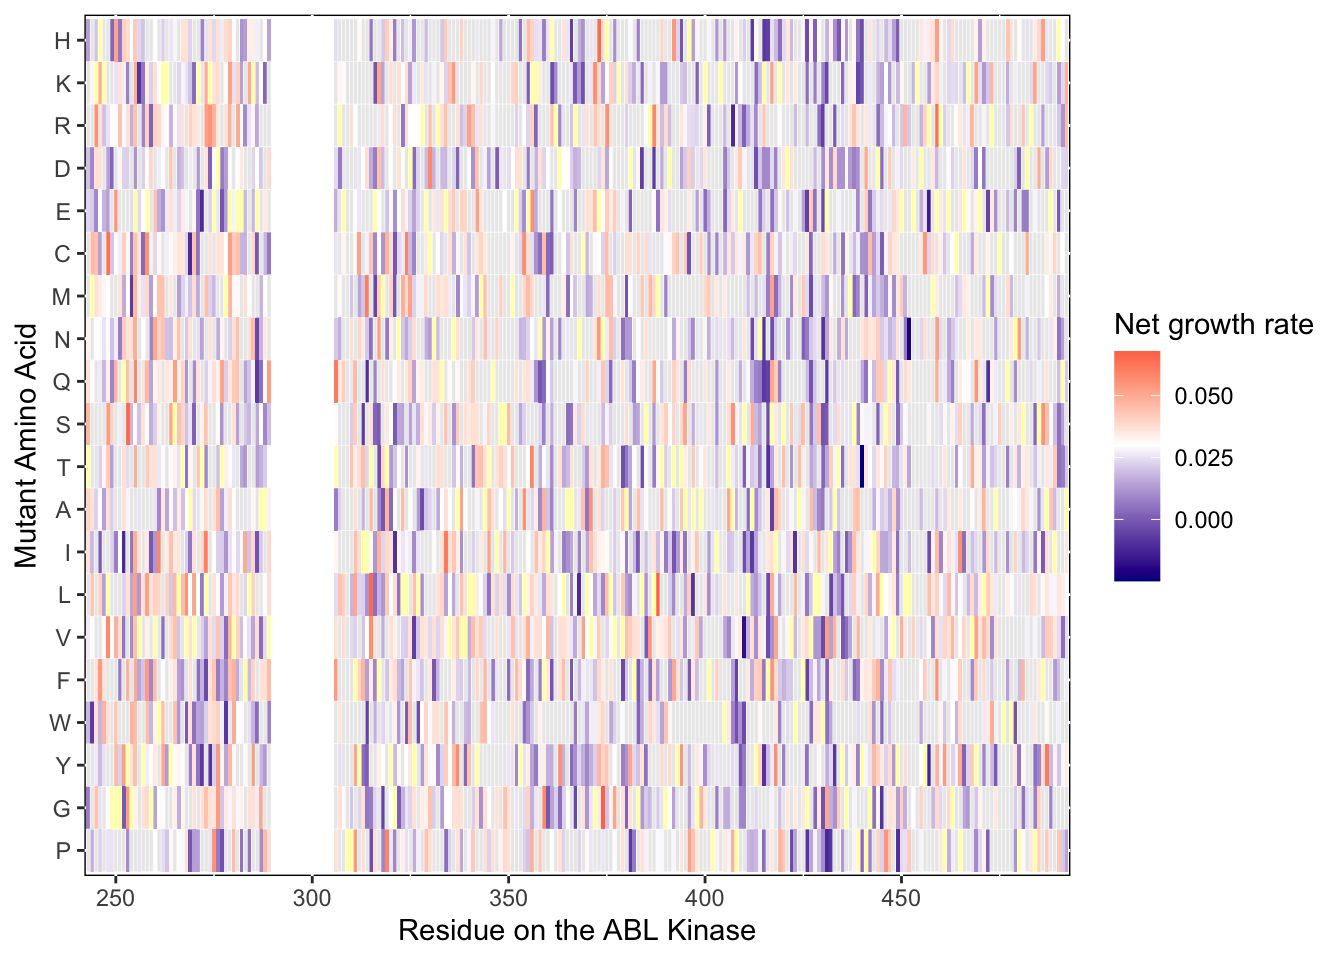 H
K
R
D
E
C
M
N
Q
S
T
A
I
L
V
F
W
Y
G
P
Mutant Amino Acid
250 300 350 400 450
Residue on the ABL Kinase
Net growth rate
0.050
0.025
0.000